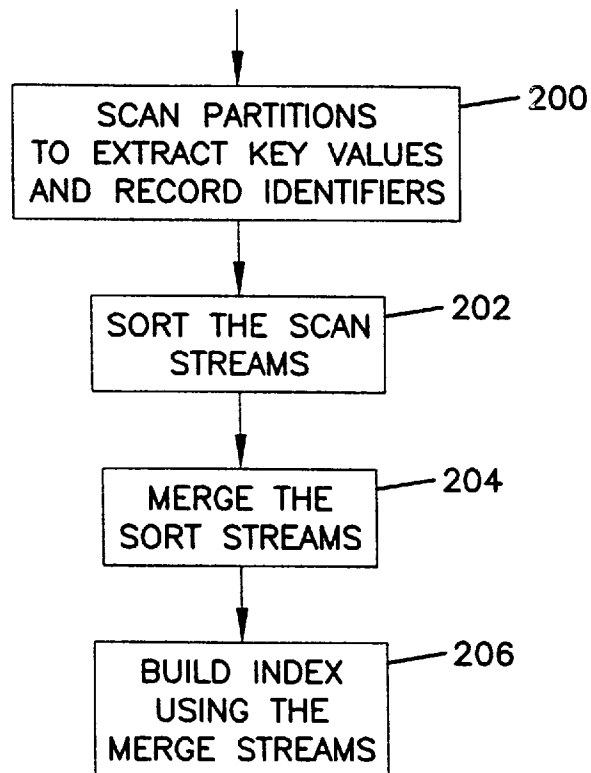 SCAN PARTITIONS
TO EXTRACT KEY VALUES
AND RECORD IDENTIFIERS
200
SORT THE SCAN
STREAMS
202
MERGE THE
SORT STREAMS
204
BUILD INDEX
USING THE
MERGE STREAMS
206